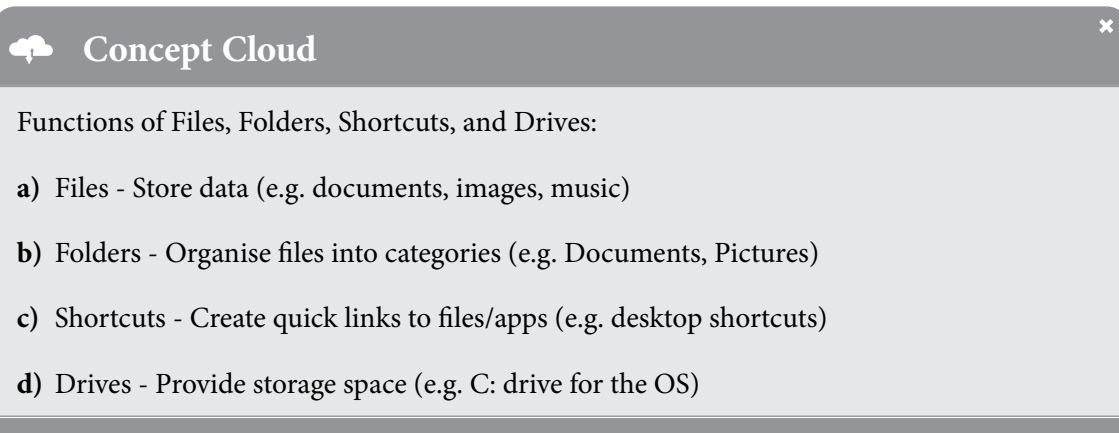 Concept Cloud
Functions of Files, Folders, Shortcuts, and Drives:
a) Files - Store data (e.g. documents, images, music)
b) Folders - Organise files into categories (e.g. Documents, Pictures)
c) Shortcuts - Create quick links to files/apps (e.g. desktop shortcuts)
d) Drives - Provide storage space (e.g. C: drive for the OS)